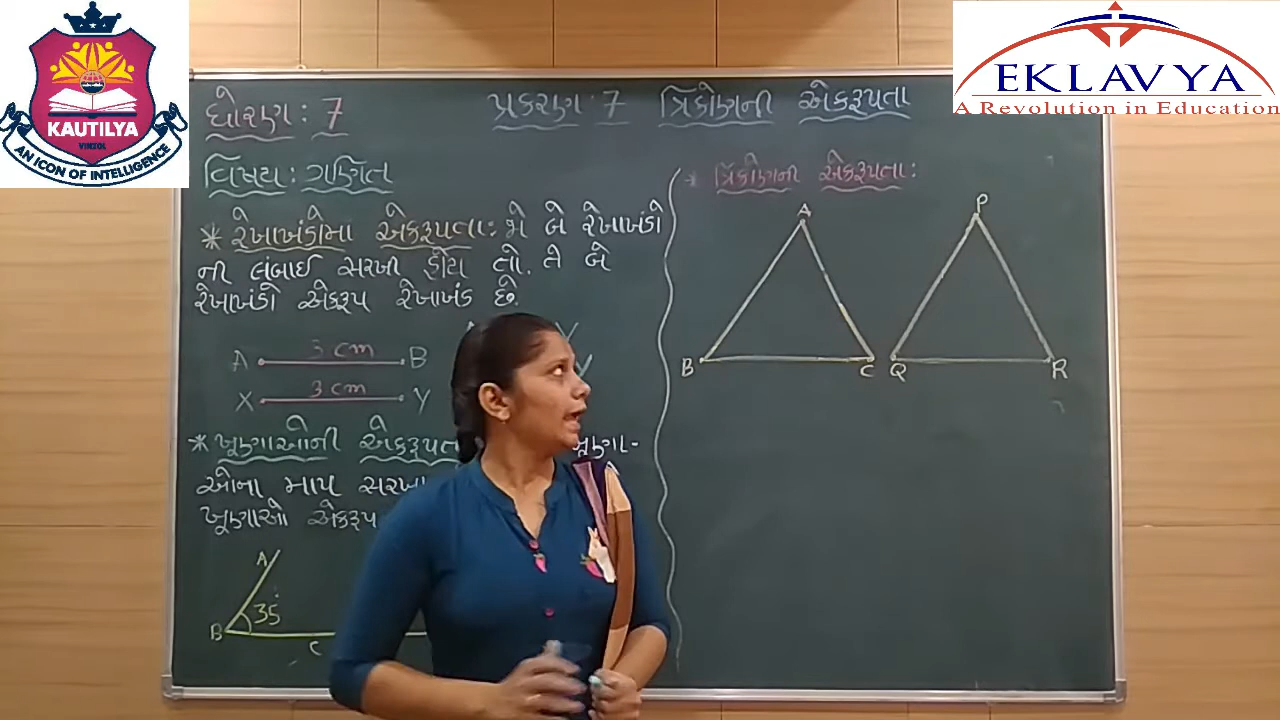 KAUTILYA
VINZOL
AN ICON OF INTELLIGENCE
EKLAVYA
A Revolution in Education
ધોરણ : 7
પ્રકરણ : 7 ત્રિકોણની એકરૂપતા
વિષય : ગણિત
* રેખાખંડોમા એકરૂપતા : જો બે રેખાખંડો
ની લંબાઈ સરખી હોય તો. તે બે
રેખાખંડો એકરૂપ રેખાખંડ છે.
A 3 cm B
X 3 cm Y
* ખૂણાઓની એકરૂપત ખૂણા-
ઓના માપ સરખા
ખૂણાઓ એકરૂપ
A
35°
B
C
* ત્રિકોણની એકરૂપતા :
A P
B C Q R